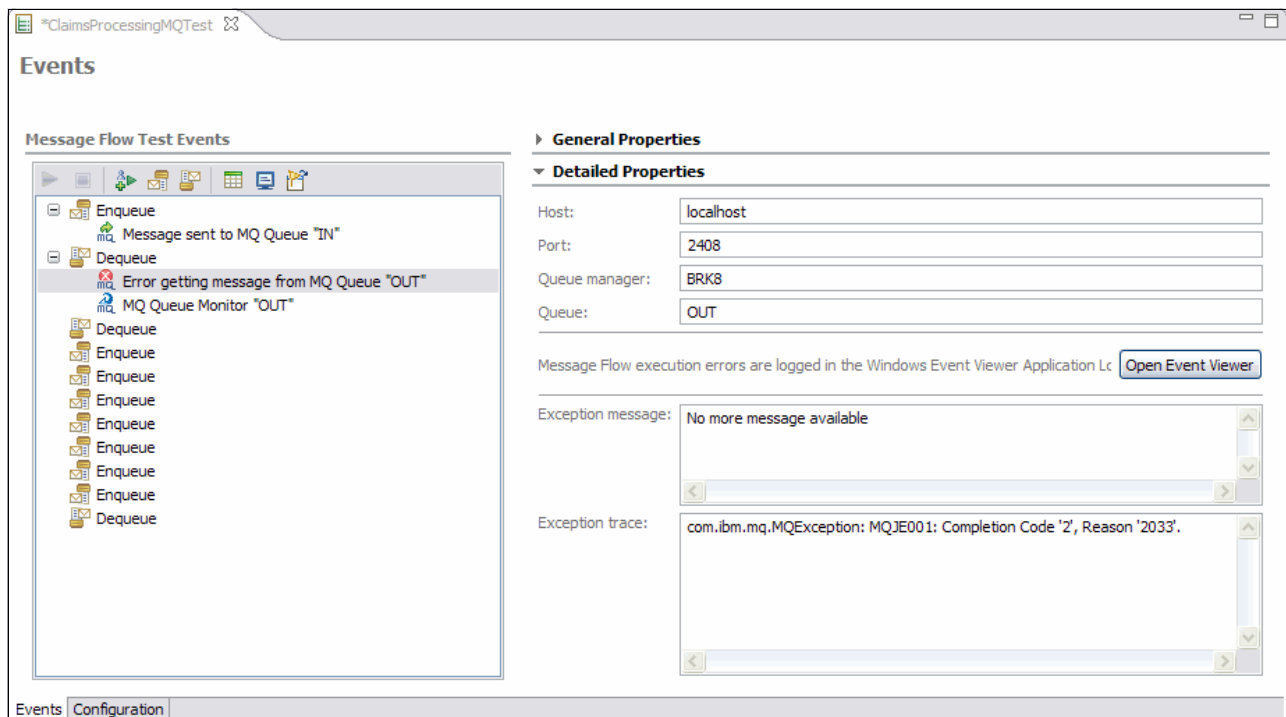 *ClaimsProcessingMQTest
Events
Message Flow Test Events
Enqueue
Message sent to MQ Queue "IN"
Dequeue
Error getting message from MQ Queue "OUT"
MQ Queue Monitor "OUT"
Dequeue
Enqueue
Enqueue
Enqueue
Enqueue
Enqueue
Enqueue
Enqueue
Dequeue
General Properties
Detailed Properties
Host: localhost
Port: 2408
Queue manager: BRK8
Queue: OUT
Message Flow execution errors are logged in the Windows Event Viewer Application Lo Open Event Viewer
Exception message: No more message available
Exception trace: com.ibm.mq.MQException: MQJE001: Completion Code '2', Reason '2033'.
Events Configuration